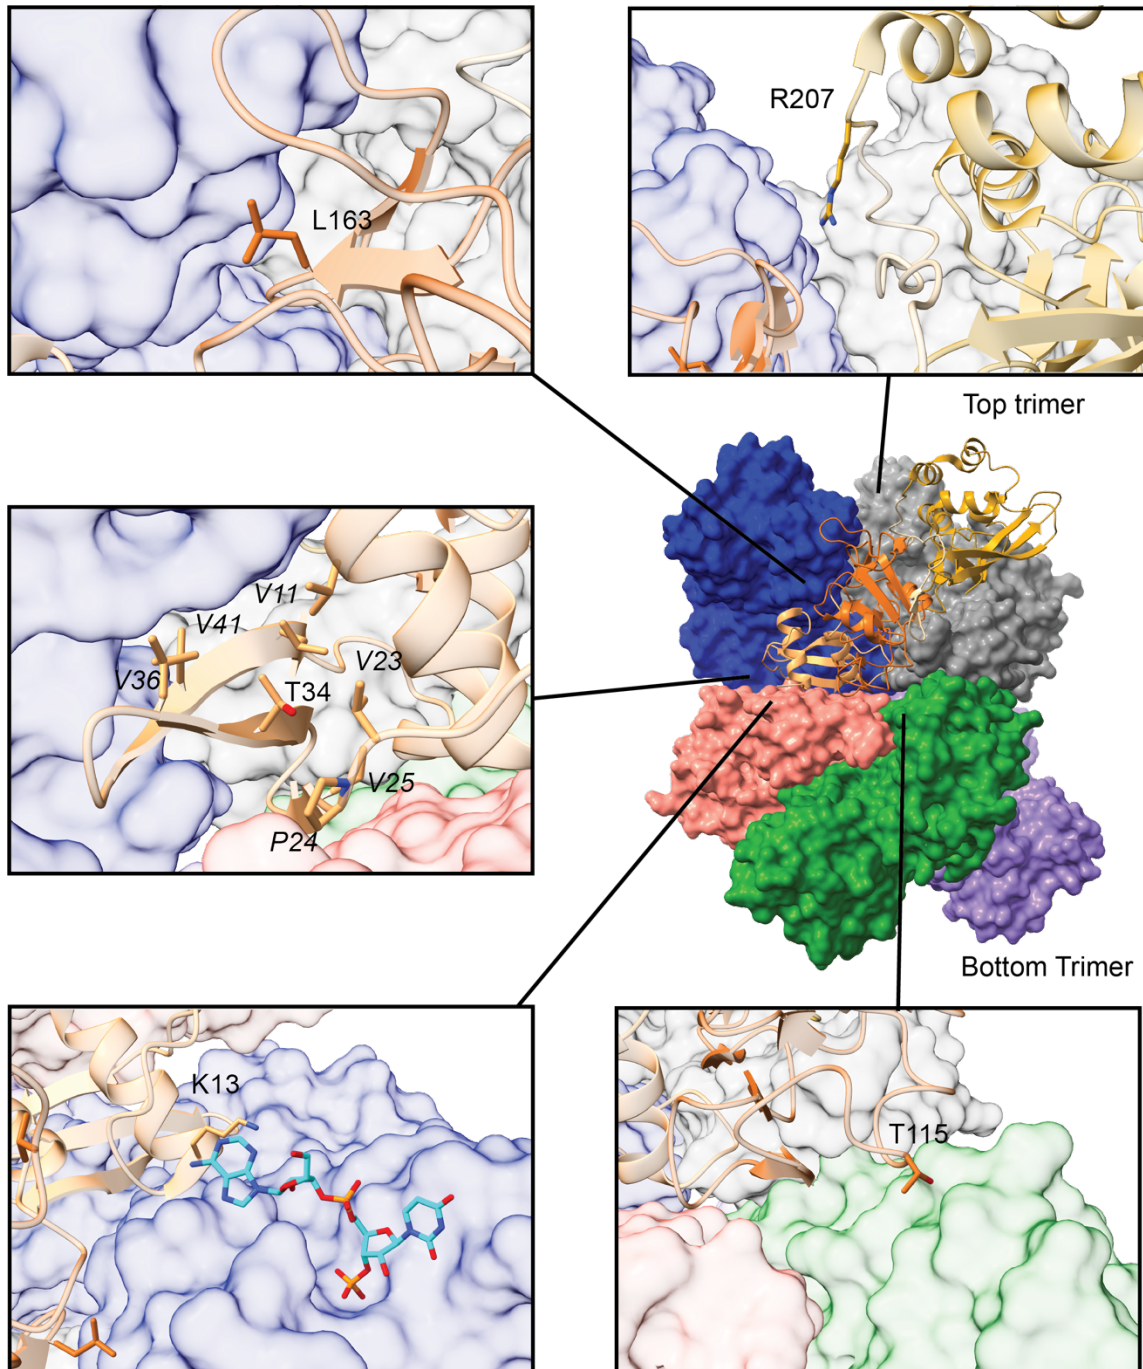 L163
R207
Top trimer
V11
V41
V36
V23
T34
V25
P24
Bottom Trimer
K13
T115